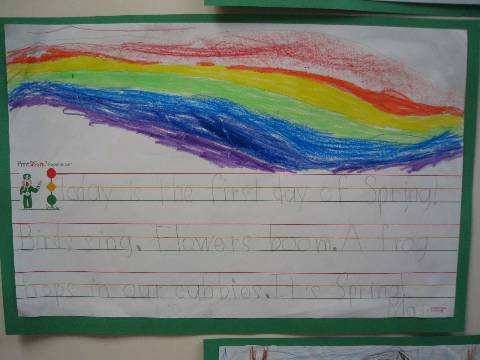 Today is the first day of Spring!
Birds sing. Flowers boom. A frog
hops in our cubbies. It's Spring!